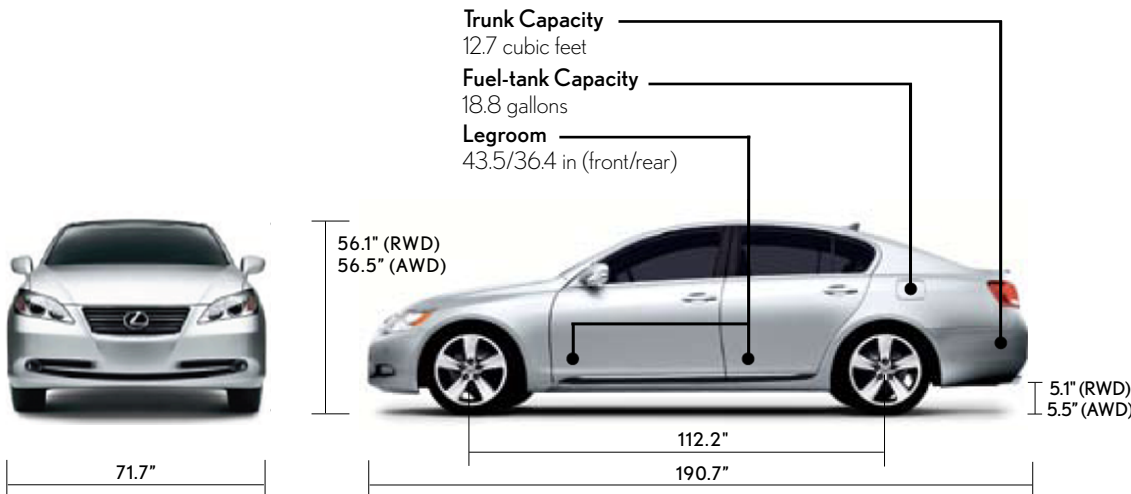 Trunk Capacity
12.7 cubic feet
Fuel-tank Capacity
18.8 gallons
Legroom
43.5/36.4 in (front/rear)
56.1" (RWD)
56.5" (AWD)
5.1" (RWD)
5.5" (AWD)
112.2"
71.7"
190.7"